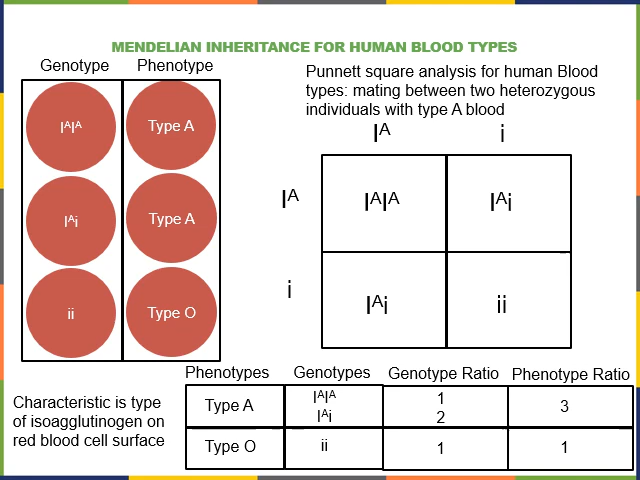 MENDELIAN INHERITANCE FOR HUMAN BLOOD TYPES
Genotype Phenotype
IᴬIᴬ Type A
Iᴬi Type A
ii Type O
Punnett square analysis for human Blood
types: mating between two heterozygous
individuals with type A blood
Iᴬ i
Iᴬ IᴬIᴬ Iᴬi
i Iᴬi ii
Characteristic is type
of isoagglutinogen on
red blood cell surface
Phenotypes Genotypes Genotype Ratio Phenotype Ratio
Type A IᴬIᴬ 1 3
Iᴬi 2
Type O ii 1 1